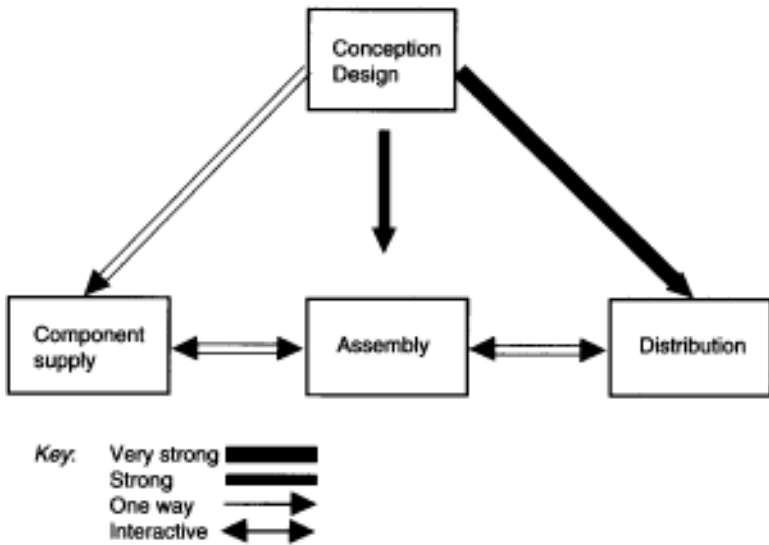 Conception
Design
Component
supply
Assembly
Distribution
Key:
Very strong
Strong
One way
Interactive